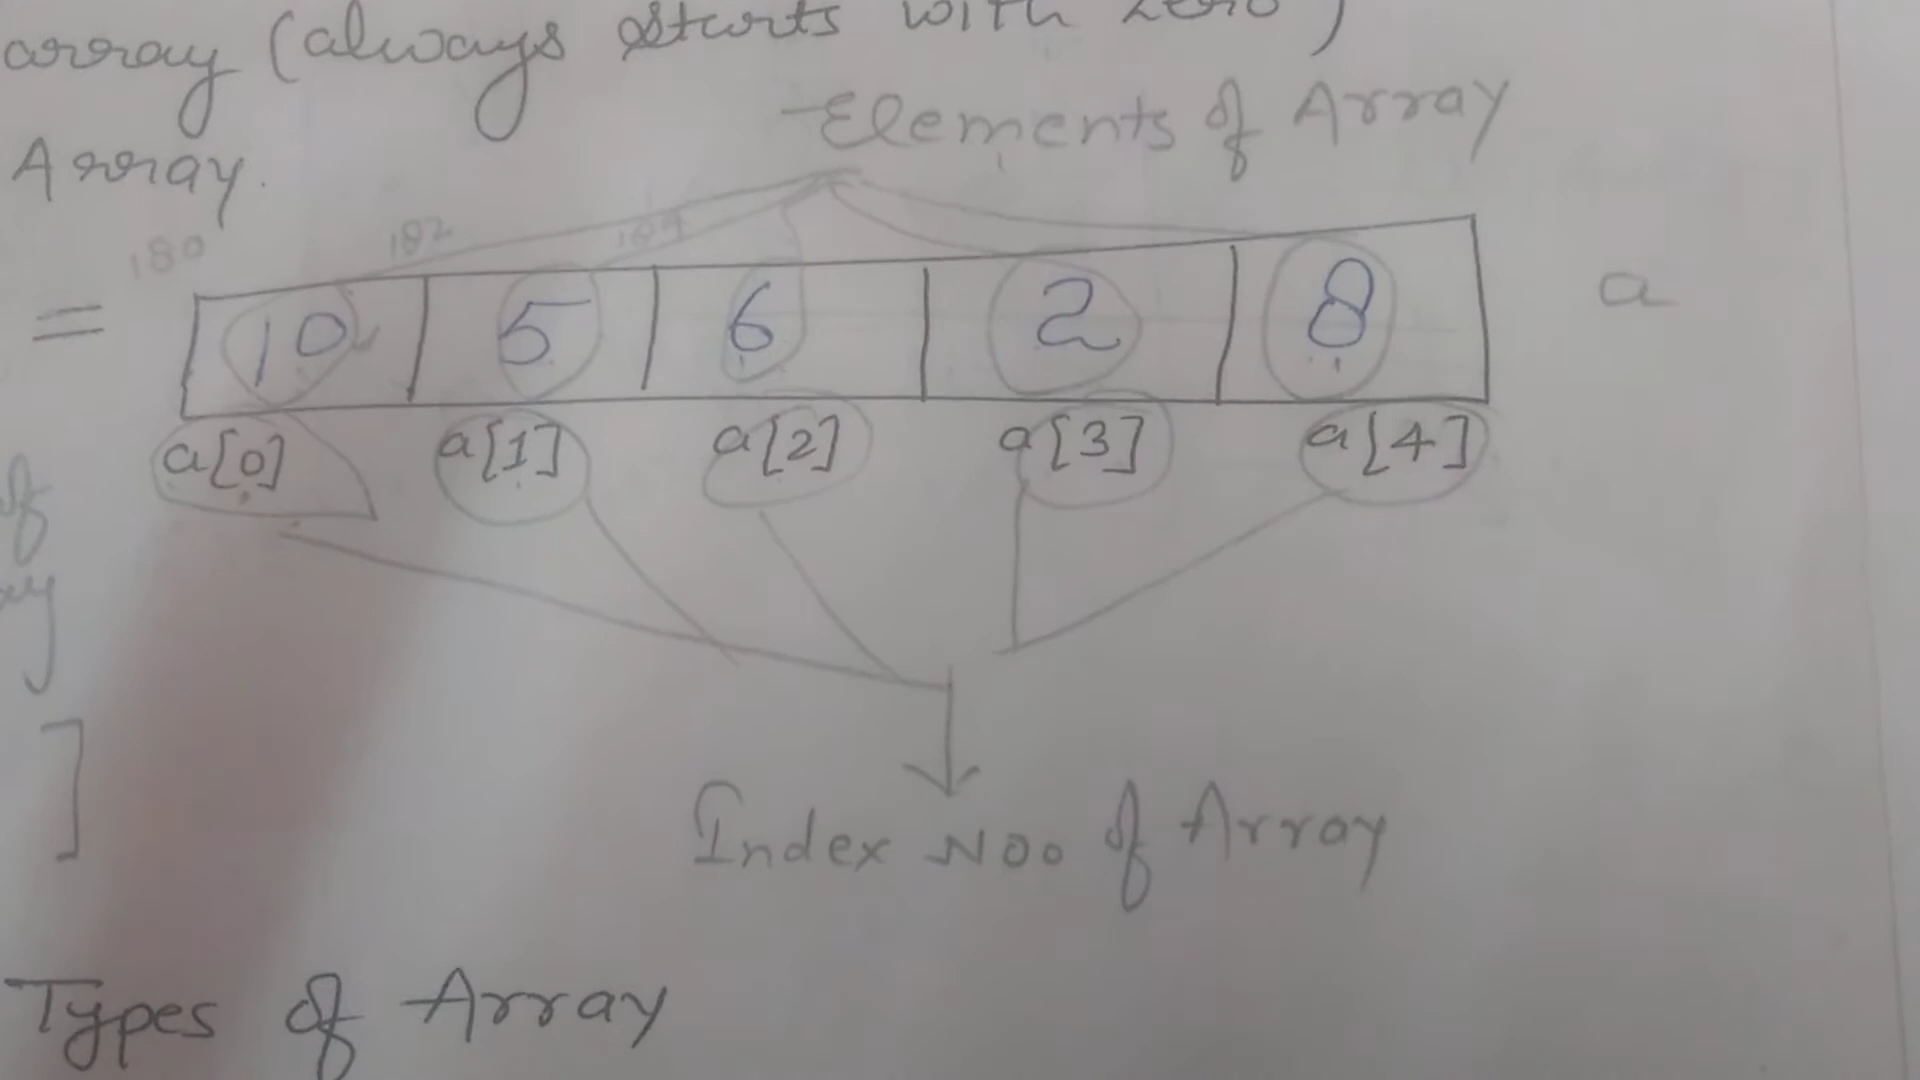 array (always starts with zero)
Elements of Array
Array.
180 182 184
= 10 5 6 2 8 a
a[0] a[1] a[2] a[3] a[4]
of
]
Index No. of Array
Types of Array